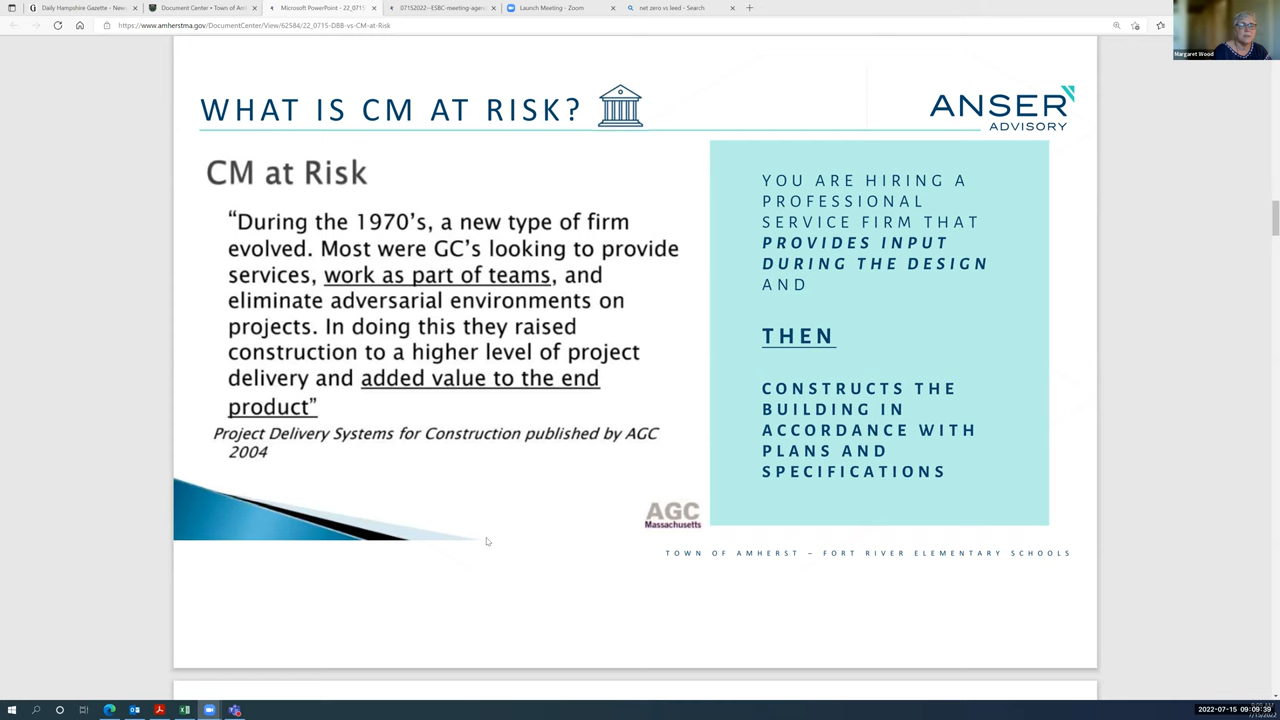 Daily Hampshire Gazette - New
Document Center • Town of Am
Microsoft PowerPoint - 22_0715
07152022--ESBC-meeting-agen
Launch Meeting - Zoom
net zero vs leed - Search
https://www.amherstma.gov/DocumentCenter/View/62584/22_0715-DBB-vs-CM-at-Risk
Margaret Wood
WHAT IS CM AT RISK?
ANSER
ADVISORY
CM at Risk
“During the 1970’s, a new type of firm
evolved. Most were GC’s looking to provide
services, work as part of teams, and
eliminate adversarial environments on
projects. In doing this they raised
construction to a higher level of project
delivery and added value to the end
product”
Project Delivery Systems for Construction published by AGC
2004
AGC
Massachusetts
YOU ARE HIRING A
PROFESSIONAL
SERVICE FIRM THAT
PROVIDES INPUT
DURING THE DESIGN
AND
THEN
CONSTRUCTS THE
BUILDING IN
ACCORDANCE WITH
PLANS AND
SPECIFICATIONS
TOWN OF AMHERST – FORT RIVER ELEMENTARY SCHOOLS
2022-07-15 09:09:39